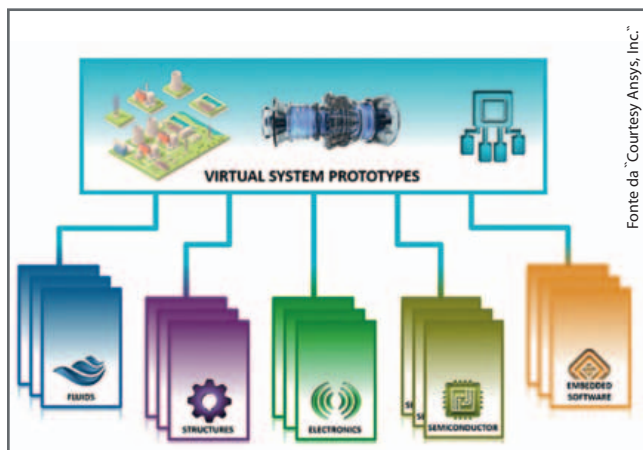 Fonte da "Courtesy Ansys, Inc."
VIRTUAL SYSTEM PROTOTYPES
FLUIDS
STRUCTURES
ELECTRONICS
SEMICONDUCTOR
EMBEDDED
SOFTWARE